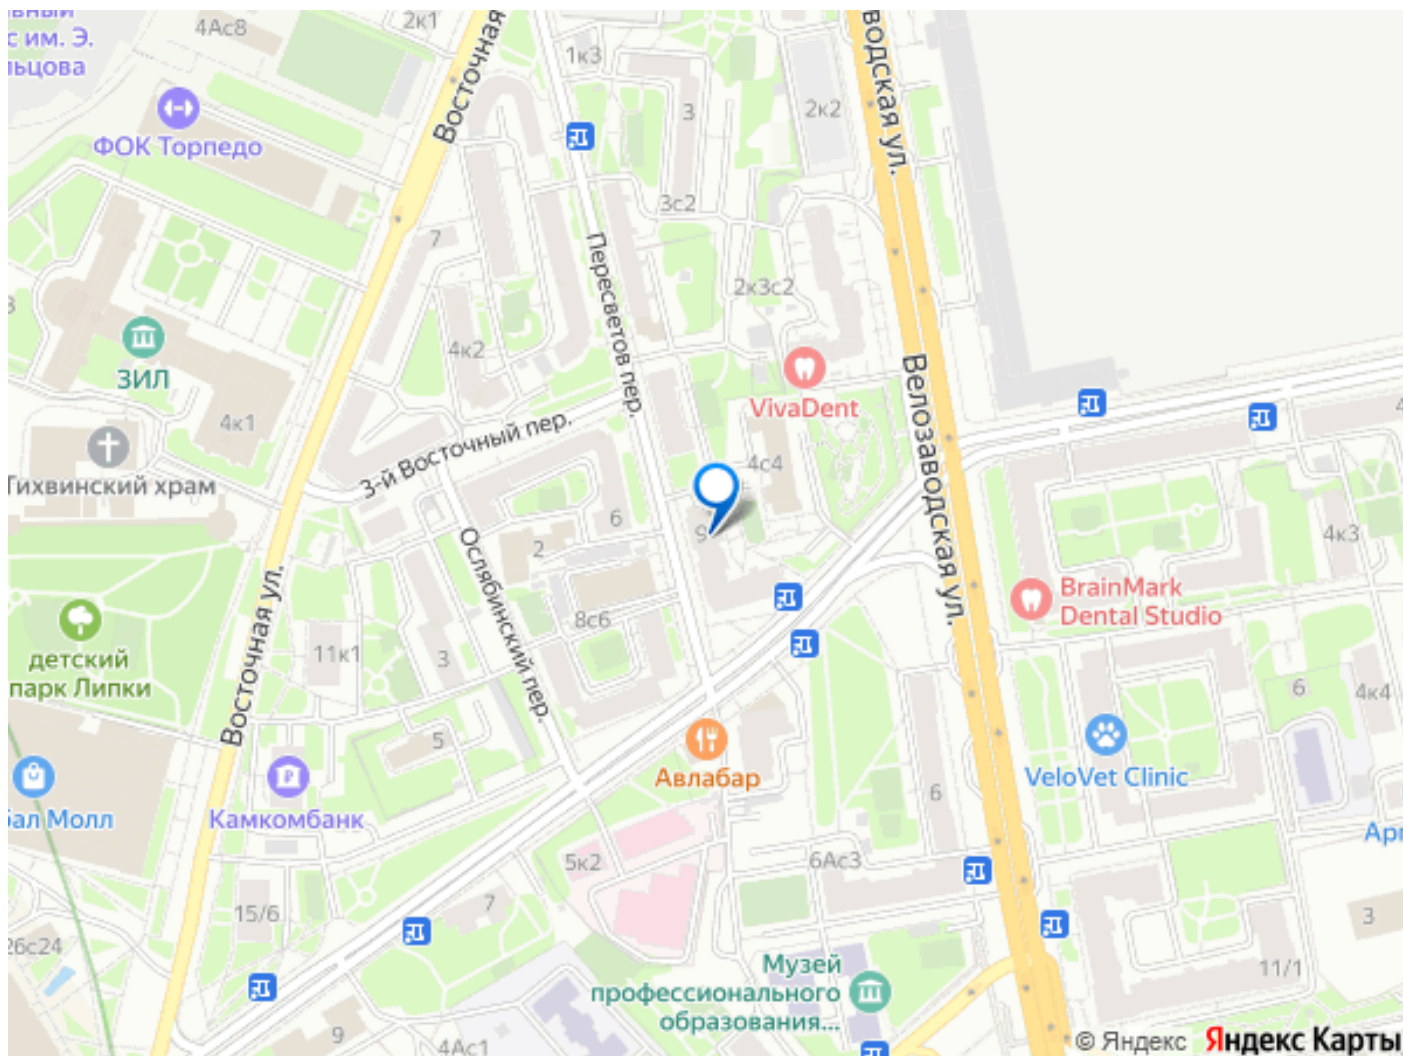 с им. Э.
4Ас8
2к1
1к3
3
2к2
ФОК Торпедо
Восточная
водская ул.
3с2
7
Пересветов пер.
2к3с2
4к2
ЗИЛ
VivaDent
Велозаводская ул.
4к1
3-й Восточный пер.
4с4
Тихвинский храм
6
9
2
4к3
Ослябинский пер.
BrainMark
Dental Studio
8с6
Восточная ул.
11к1
3
детский
парк Липки
6
4к4
5
Авлабар
VeloVet Clinic
6
Камкомбанк
бал Молл
5к2
6Ас3
15/6
7
3
26с24
Музей
профессионального
образования...
11/1
9
4Ас1
© Яндекс Яндекс Карты